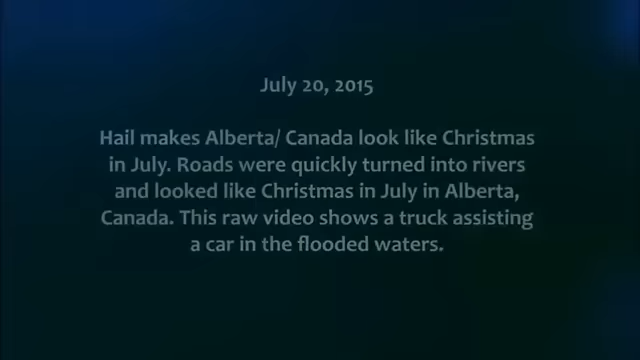 July 20, 2015
Hail makes Alberta/ Canada look like Christmas
in July. Roads were quickly turned into rivers
and looked like Christmas in July in Alberta,
Canada. This raw video shows a truck assisting
a car in the flooded waters.